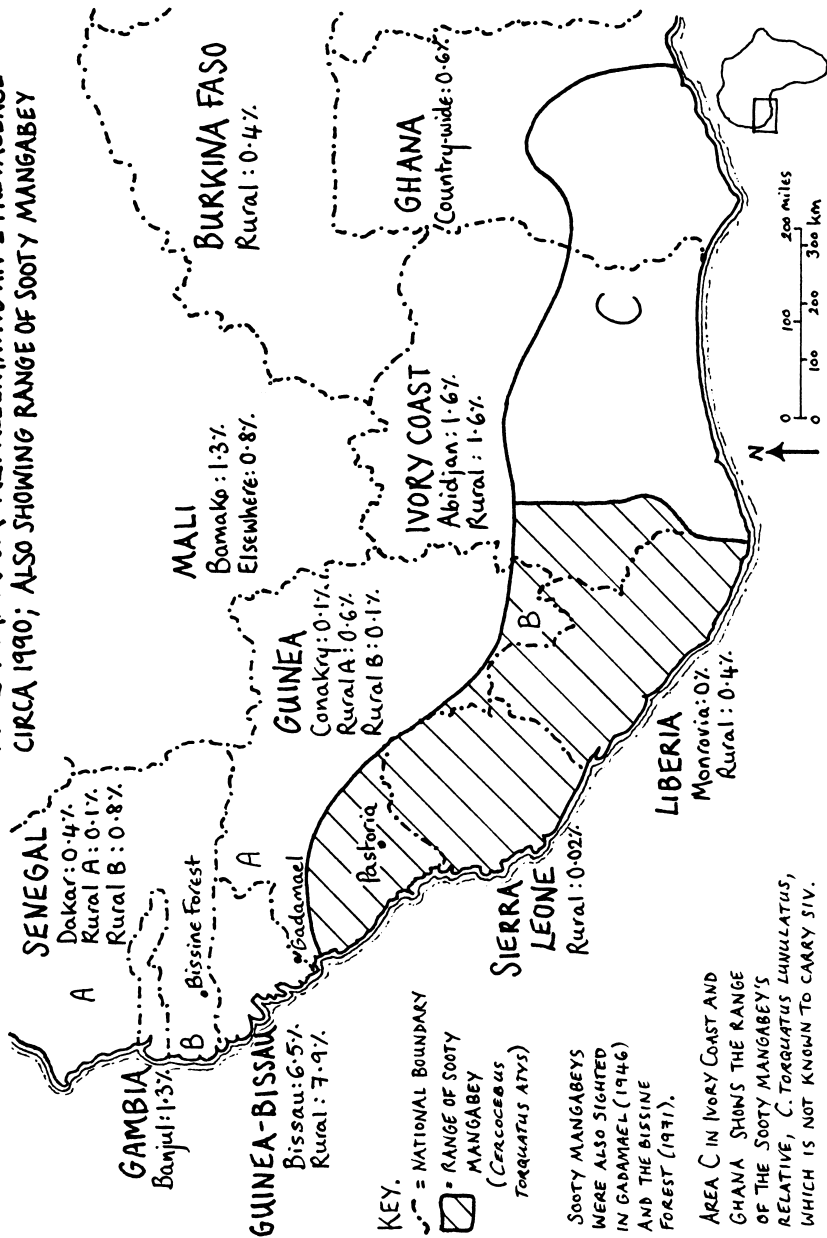 CIRCA 1990; ALSO SHOWING RANGE OF SOOTY MANGABEY
SENEGAL
Dakar: 0·4%
Rural A: 0·1%
Rural B: 0·8%
A
Bissine Forest
B
GAMBIA
Banjul: 1·3%
A
GUINEA-BISSAU
Bissau: 6·5%
Rural: 7·9%
Gadamael
MALI
Bamako: 1·3%
Elsewhere: 0·8%
BURKINA FASO
Rural: 0·4%
GUINEA
Conakry: 0·1%
Rural A: 0·6%
Rural B: 0·1%
Pastoria
B
IVORY COAST
Abidjan: 1·6%
Rural: 1·6%
GHANA
Country-wide: 0·6%
C
SIERRA
LEONE
Rural: 0·02%
LIBERIA
Monrovia: 0%
Rural: 0·4%
KEY.
= NATIONAL BOUNDARY
= RANGE OF SOOTY
MANGABEY
(CERCOCEBUS
TORQUATUS ATYS)
SOOTY MANGABEYS
WERE ALSO SIGHTED
IN GADAMAEL (1946)
AND THE BISSINE
FOREST (1971).
AREA C IN IVORY COAST AND
GHANA SHOWS THE RANGE
OF THE SOOTY MANGABEY'S
RELATIVE, C. TORQUATUS LUNULATUS,
WHICH IS NOT KNOWN TO CARRY SIV.
N
0 100 200 miles
0 100 200 300 km